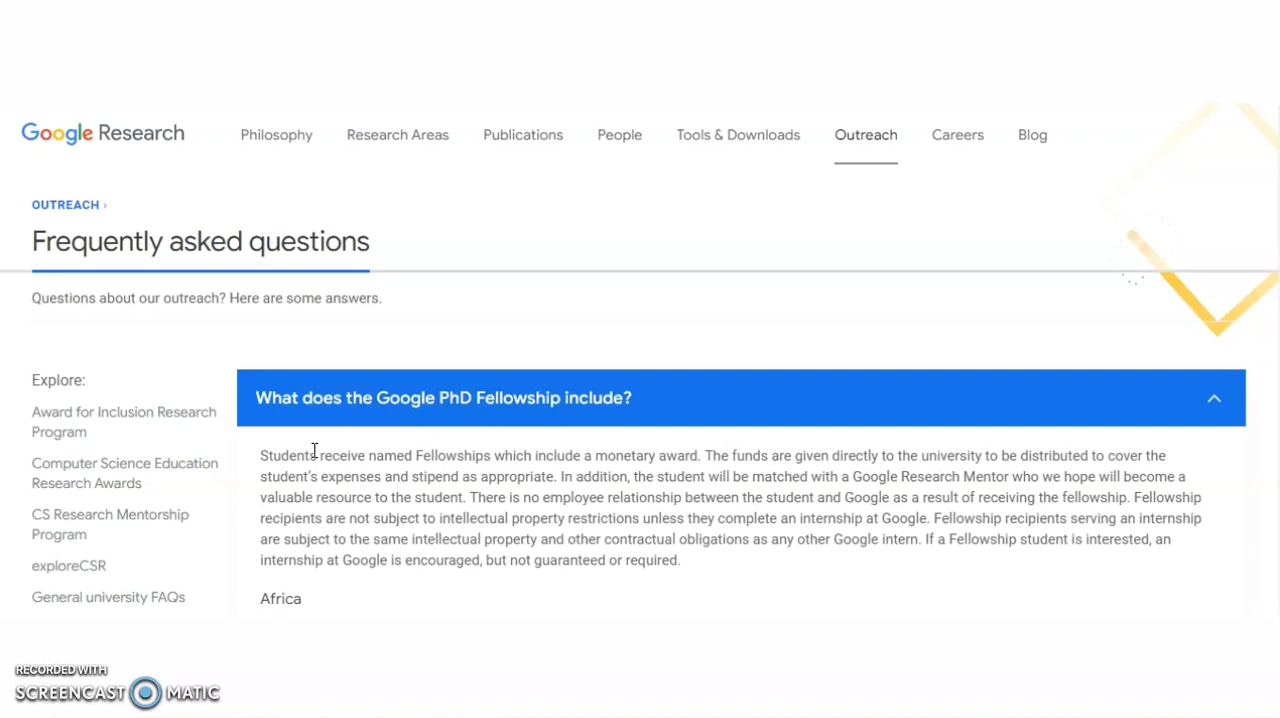 Google Research Philosophy Research Areas Publications People Tools & Downloads Outreach Careers Blog
OUTREACH ›
Frequently asked questions
Questions about our outreach? Here are some answers.
Explore:
Award for Inclusion Research
Program
Computer Science Education
Research Awards
CS Research Mentorship
Program
exploreCSR
General university FAQs
What does the Google PhD Fellowship include?
Students receive named Fellowships which include a monetary award. The funds are given directly to the university to be distributed to cover the
student's expenses and stipend as appropriate. In addition, the student will be matched with a Google Research Mentor who we hope will become a
valuable resource to the student. There is no employee relationship between the student and Google as a result of receiving the fellowship. Fellowship
recipients are not subject to intellectual property restrictions unless they complete an internship at Google. Fellowship recipients serving an internship
are subject to the same intellectual property and other contractual obligations as any other Google intern. If a Fellowship student is interested, an
internship at Google is encouraged, but not guaranteed or required.
Africa
RECORDED WITH
SCREENCAST MATIC